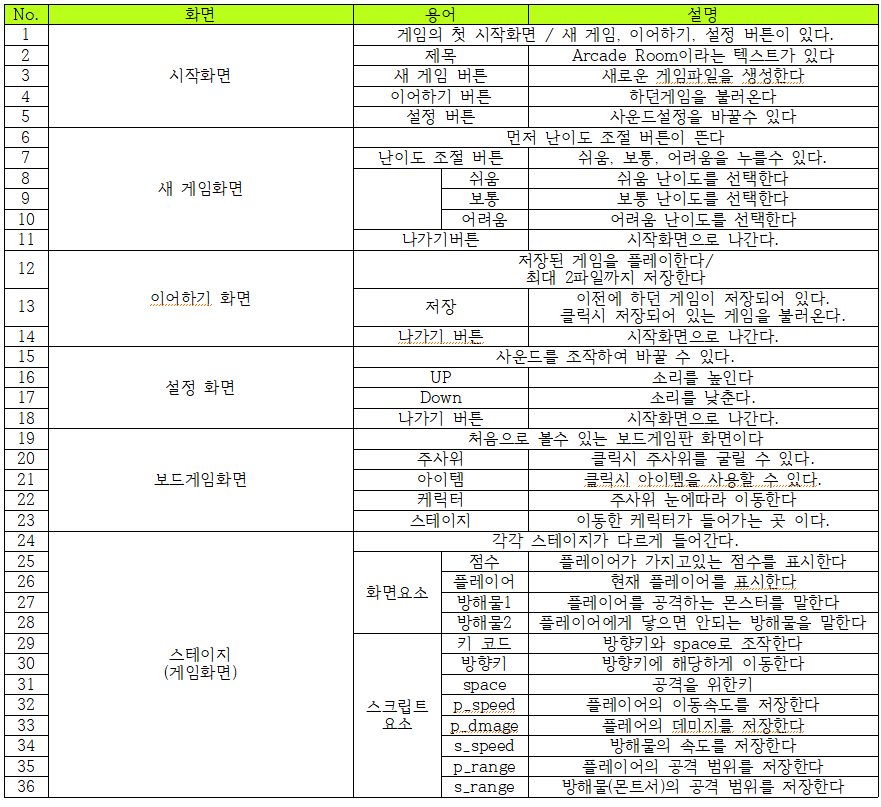 No. 화면 용어 설명
1 게임의 첫 시작화면 / 새 게임, 이어하기, 설정 버튼이 있다.
2 제목 Arcade Room이라는 텍스트가 있다
3 시작화면 새 게임 버튼 새로운 게임파일을 생성한다
4 이어하기 버튼 하던게임을 불러온다
5 설정 버튼 사운드설정을 바꿀수 있다
6 먼저 난이도 조절 버튼이 뜬다
7 난이도 조절 버튼 쉬움, 보통, 어려움을 누를수 있다.
8 쉬움 쉬움 난이도를 선택한다
9 새 게임화면 보통 보통 난이도를 선택한다
10 어려움 어려움 난이도를 선택한다
11 나가기버튼 시작화면으로 나간다.
12 저장된 게임을 플레이한다/
최대 2파일까지 저장한다
이어하기 화면
13 저장 이전에 하던 게임이 저장되어 있다.
클릭시 저장되어 있는 게임을 불러온다.
14 나가기 버튼 시작화면으로 나간다.
15 사운드를 조작하여 바꿀 수 있다.
16 설정 화면 UP 소리를 높인다
17 Down 소리를 낮춘다.
18 나가기 버튼 시작화면으로 나간다.
19 처음으로 볼수 있는 보드게임판 화면이다
20 주사위 클릭시 주사위를 굴릴 수 있다.
21 보드게임화면 아이템 클릭시 아이템을 사용할 수 있다.
22 케릭터 주사위 눈에따라 이동한다
23 스테이지 이동한 케릭터가 들어가는 곳 이다.
24 각각 스테이지가 다르게 들어간다.
25 점수 플레이어가 가지고있는 점수를 표시한다
26 화면요소 플레이어 현재 플레이어를 표시한다
27 방해물1 플레이어를 공격하는 몬스터를 말한다
28 방해물2 플레이어에게 닿으면 안되는 방해물을 말한다
29 키 코드 방향키와 space로 조작한다
30 스테이지
(게임화면) 방향키 방향키에 해당하게 이동한다
31 space 공격을 위한키
32 스크립트
요소 p_speed 플레이어의 이동속도를 저장한다
33 p_dmage 플레어의 데미지를 저장한다
34 s_speed 방해물의 속도를 저장한다
35 p_range 플레이어의 공격 범위를 저장한다
36 s_range 방해물(몬트서)의 공격 범위를 저장한다